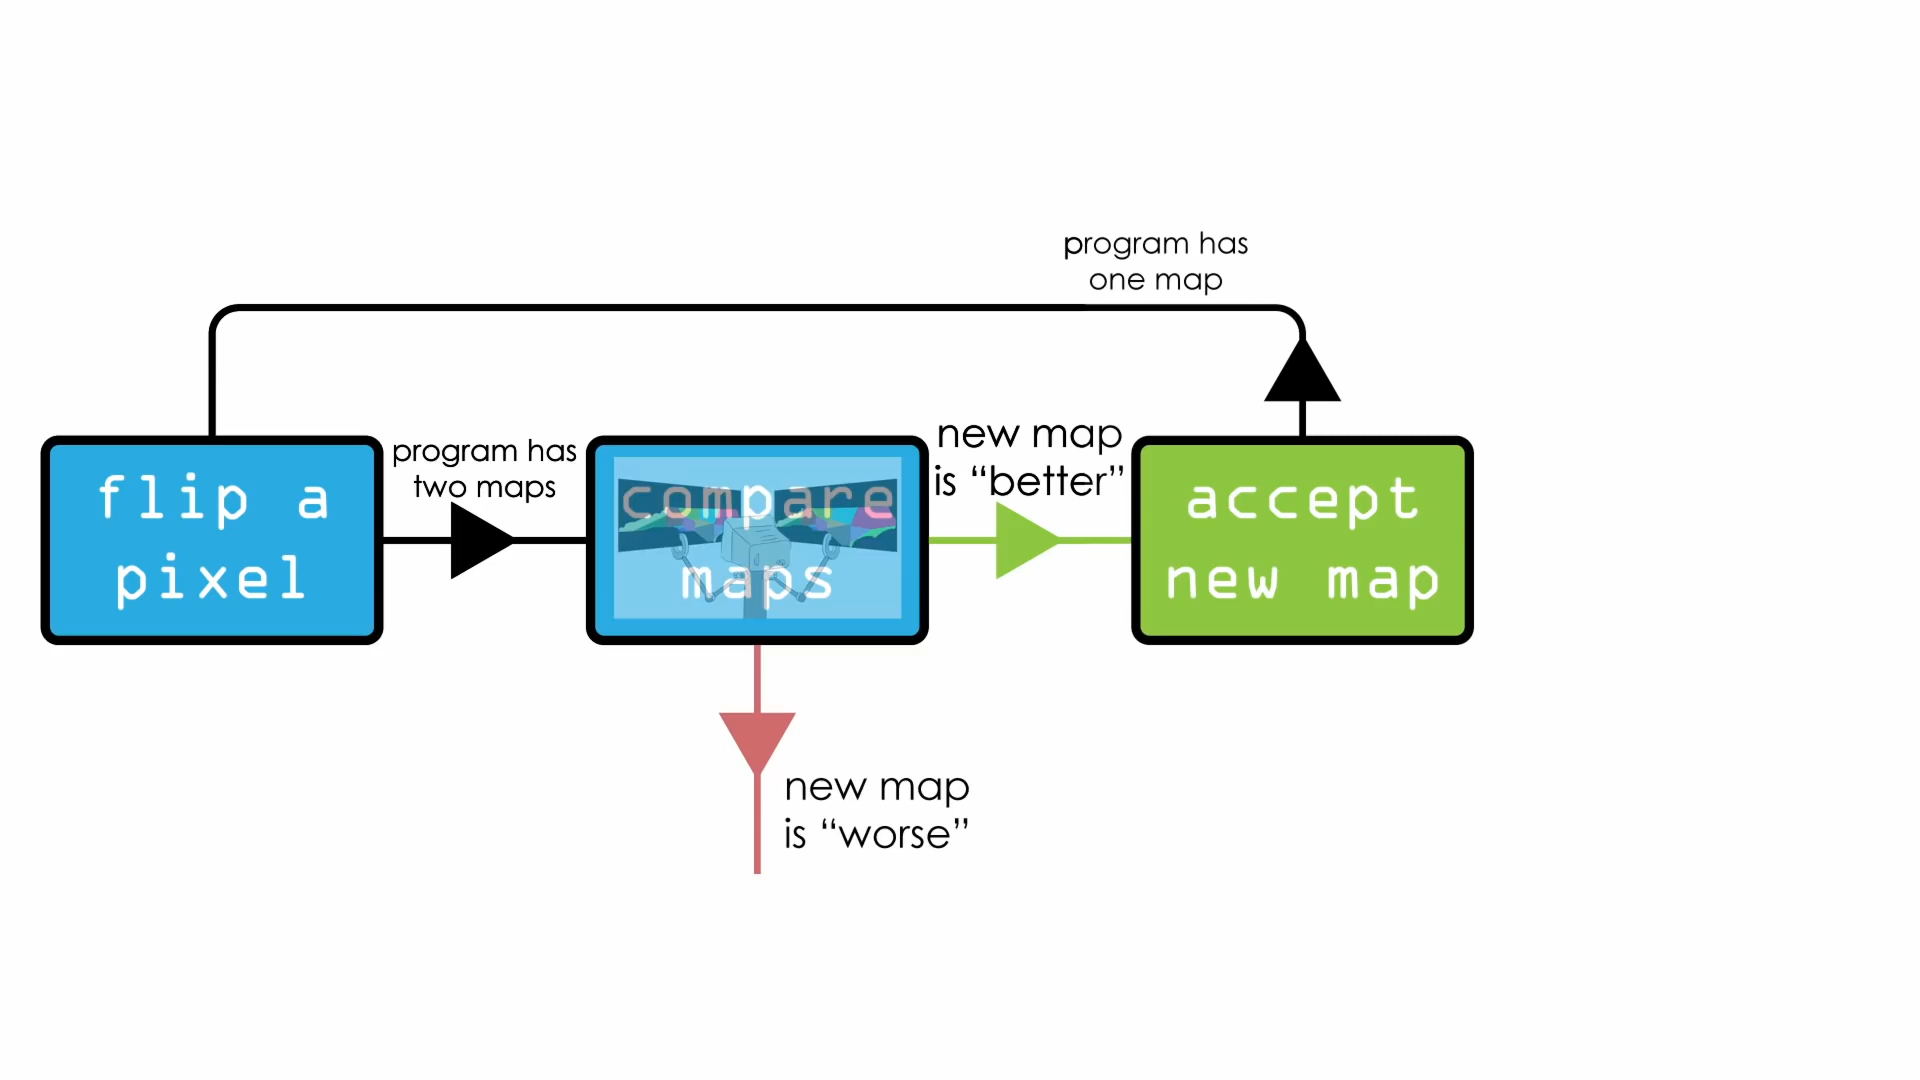 program has
one map
flip a
pixel
program has
two maps
compare
maps
new map
is “better”
accept
new map
new map
is “worse”